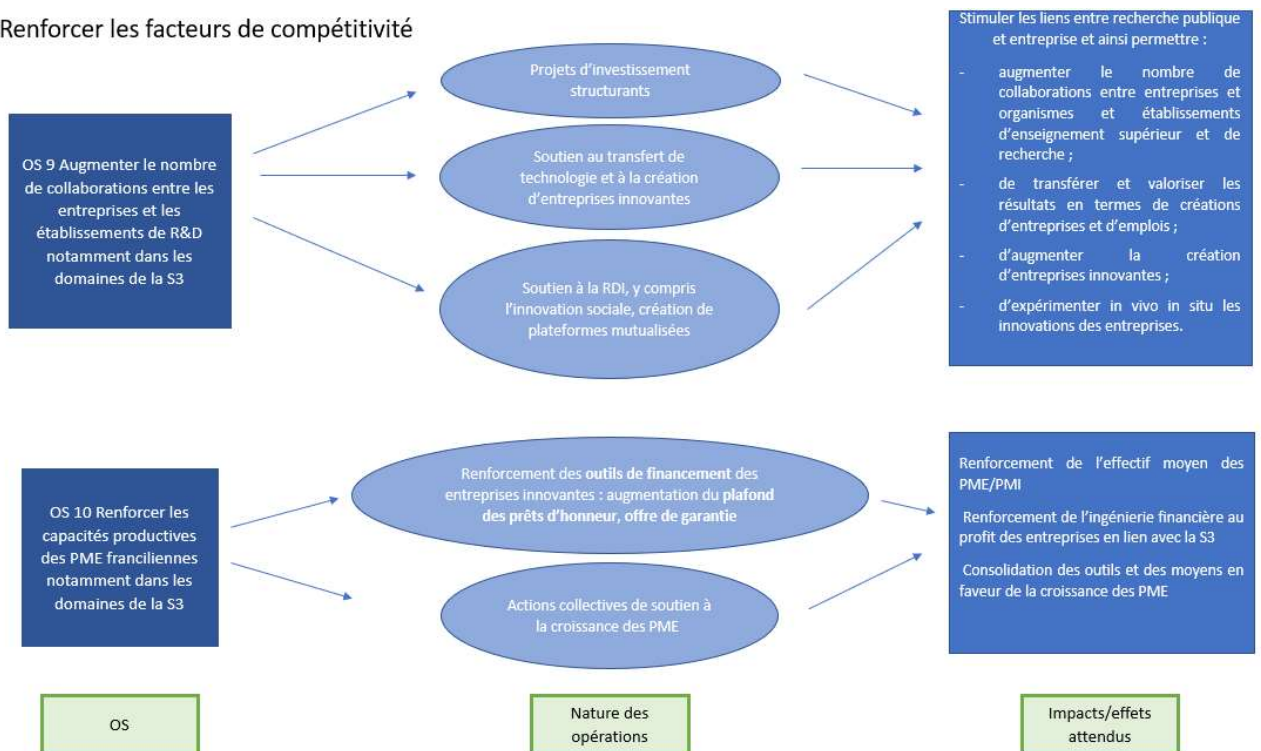 Renforcer les facteurs de compétitivité
OS 9 Augmenter le nombre
de collaborations entre les
entreprises et les
établissements de R&D
notamment dans les
domaines de la S3
Projets d'investissement
structurants
Soutien au transfert de
technologie et à la création
d'entreprises innovantes
Soutien à la RDI, y compris
l'innovation sociale, création de
plateformes mutualisées
Stimuler les liens entre recherche publique
et entreprise et ainsi permettre :
- augmenter le nombre de
collaborations entre entreprises et
organismes et établissements
d'enseignement supérieur et de
recherche ;
- de transférer et valoriser les
résultats en termes de créations
d'entreprises et d'emplois ;
- d'augmenter la création
d'entreprises innovantes ;
- d'expérimenter in vivo in situ les
innovations des entreprises.
OS 10 Renforcer les
capacités productives
des PME franciliennes
notamment dans les
domaines de la S3
Renforcement des outils de financement des
entreprises innovantes : augmentation du plafond
des prêts d'honneur, offre de garantie
Actions collectives de soutien à
la croissance des PME
Renforcement de l'effectif moyen des
PME/PMI
Renforcement de l'ingénierie financière au
profit des entreprises en lien avec la S3
Consolidation des outils et des moyens en
faveur de la croissance des PME
OS
Nature des
opérations
Impacts/effets
attendus